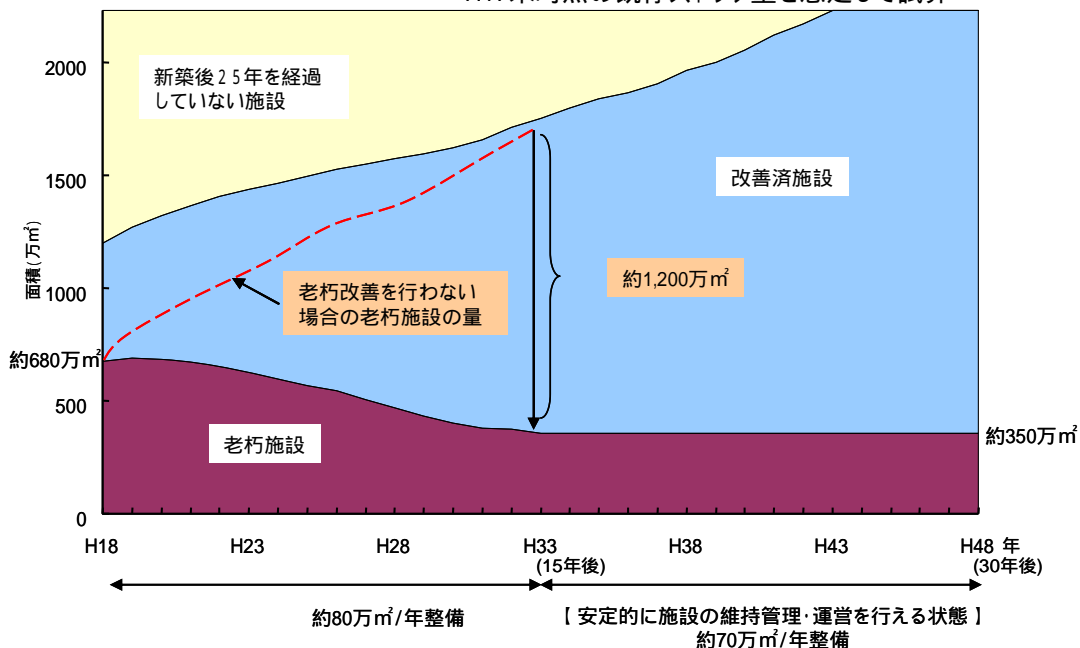 2000
新築後25年を経過
していない施設
1500
改善済施設
面積(万㎡)
約1,200万㎡
1000
老朽改善を行わない
場合の老朽施設の量
約680万㎡
500
老朽施設
約350万㎡
0
H18
H23
H28
H33
H38
H43
H48 年
(15年後)
(30年後)
約80万㎡/年整備
【 安定的に施設の維持管理・運営を行える状態 】
約70万㎡/年整備